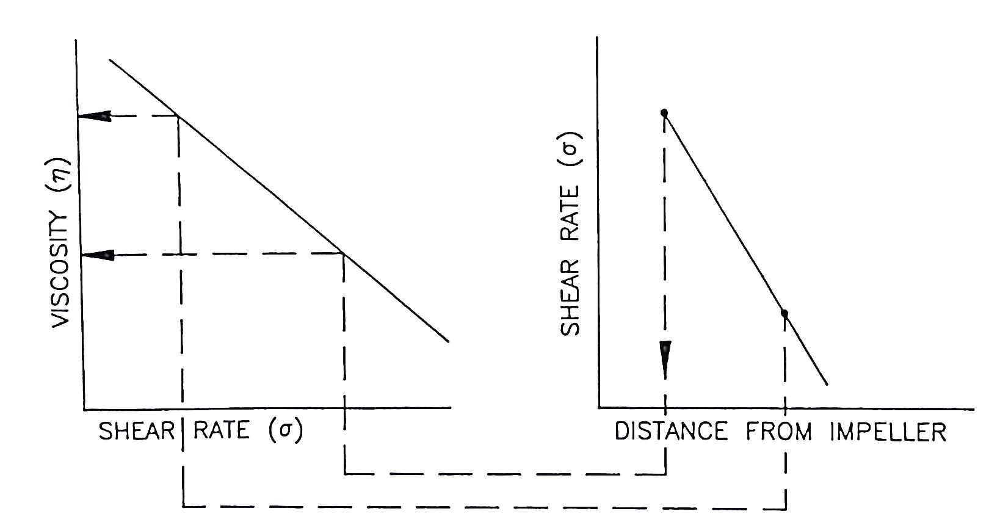 VISCOSITY (η)
SHEAR RATE (σ)
SHEAR RATE (σ)
DISTANCE FROM IMPELLER